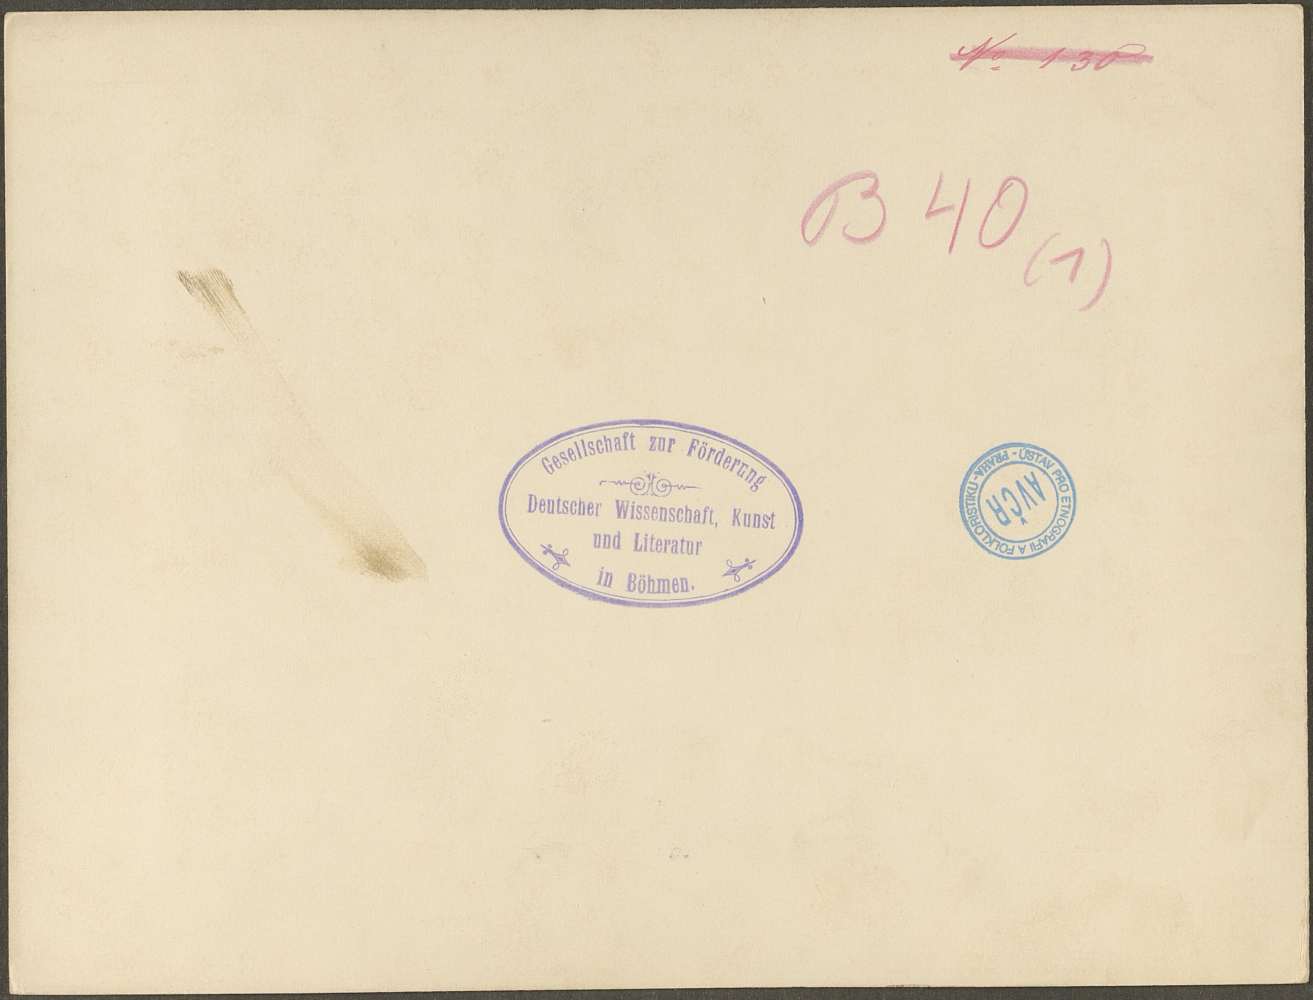 No 130
B 40 (1)
Gesellschaft zur Förderung
Deutscher Wissenschaft, Kunst
und Literatur
in Böhmen.
ÚSTAV PRO ETNOGRAFII A FOLKLORISTIKU - PRAHA -
AVČR